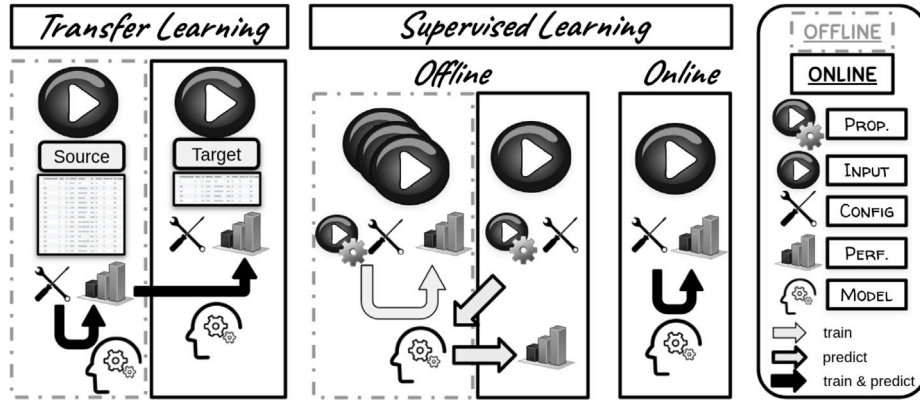 Transfer Learning
Supervised Learning
Offline
Online
Source
Target
OFFLINE
ONLINE
PROP.
INPUT
CONFIG
PERF.
MODEL
train
predict
train & predict